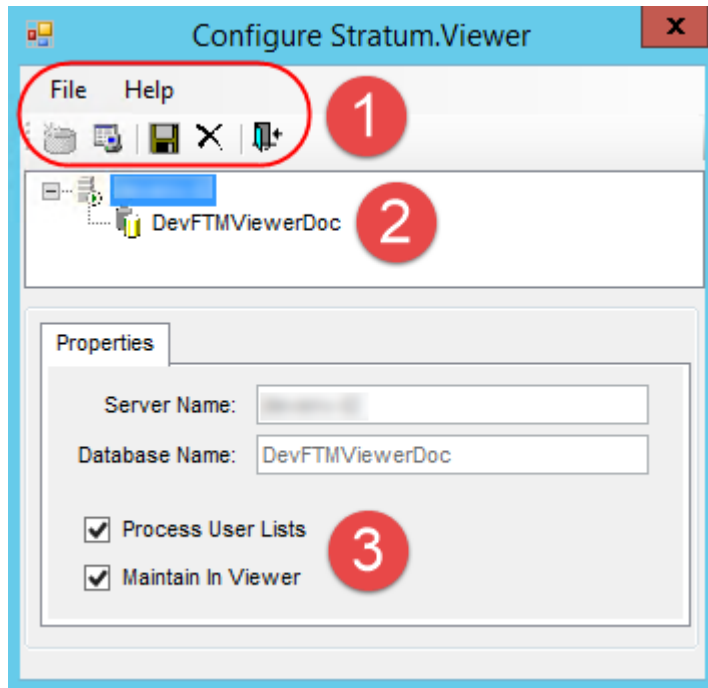 Configure Stratum.Viewer
x
File Help
1
DevFTMViewerDoc
2
Properties
Server Name:
Database Name: DevFTMViewerDoc
Process User Lists
3
Maintain In Viewer